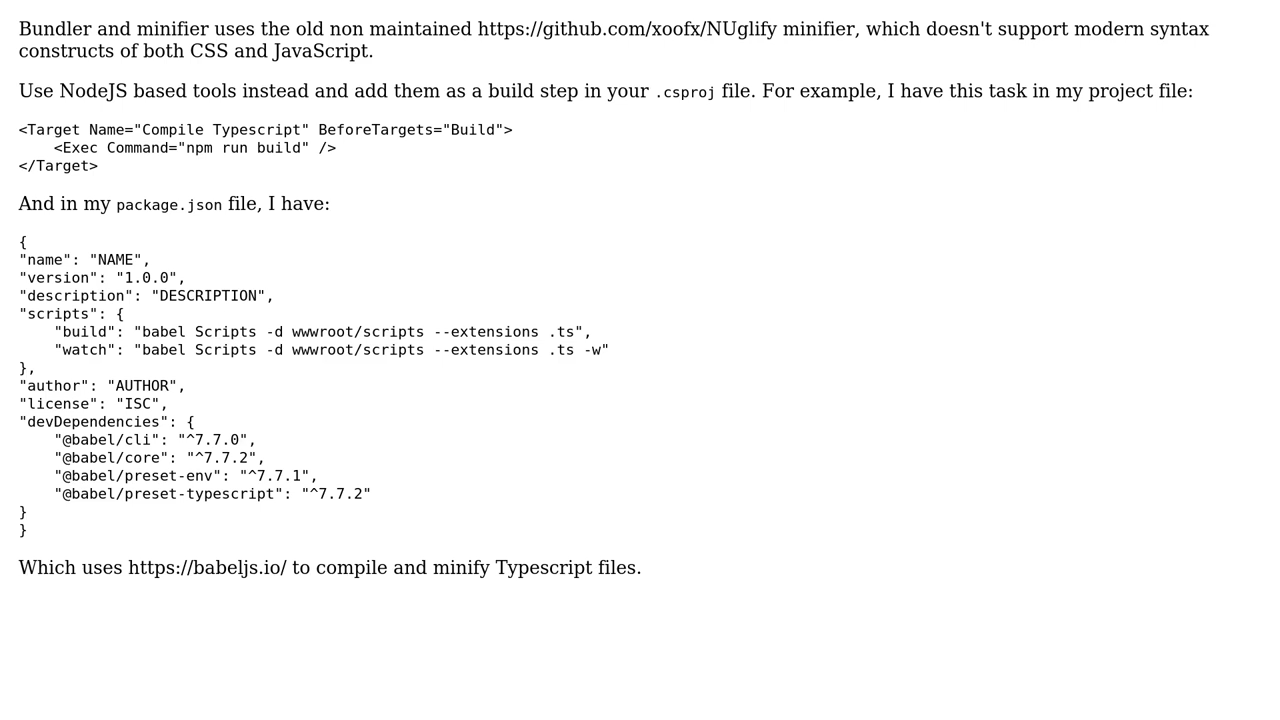 Bundler and minifier uses the old non maintained https://github.com/xoofx/NUglify minifier, which doesn't support modern syntax
constructs of both CSS and JavaScript.
Use NodeJS based tools instead and add them as a build step in your .csproj file. For example, I have this task in my project file:
<Target Name="Compile Typescript" BeforeTargets="Build">
    <Exec Command="npm run build" />
</Target>
And in my package.json file, I have:
{
"name": "NAME",
"version": "1.0.0",
"description": "DESCRIPTION",
"scripts": {
    "build": "babel Scripts -d wwwroot/scripts --extensions .ts",
    "watch": "babel Scripts -d wwwroot/scripts --extensions .ts -w"
},
"author": "AUTHOR",
"license": "ISC",
"devDependencies": {
    "@babel/cli": "^7.7.0",
    "@babel/core": "^7.7.2",
    "@babel/preset-env": "^7.7.1",
    "@babel/preset-typescript": "^7.7.2"
}
}
Which uses https://babeljs.io/ to compile and minify Typescript files.